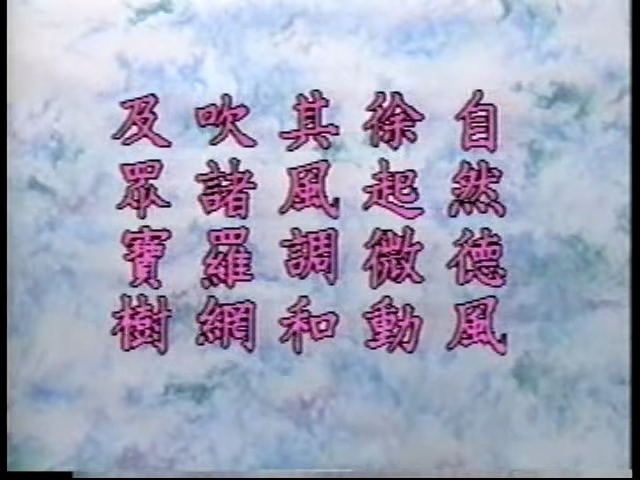 自然德風
徐起微動
其風調和
吹諸羅網
及眾寶樹